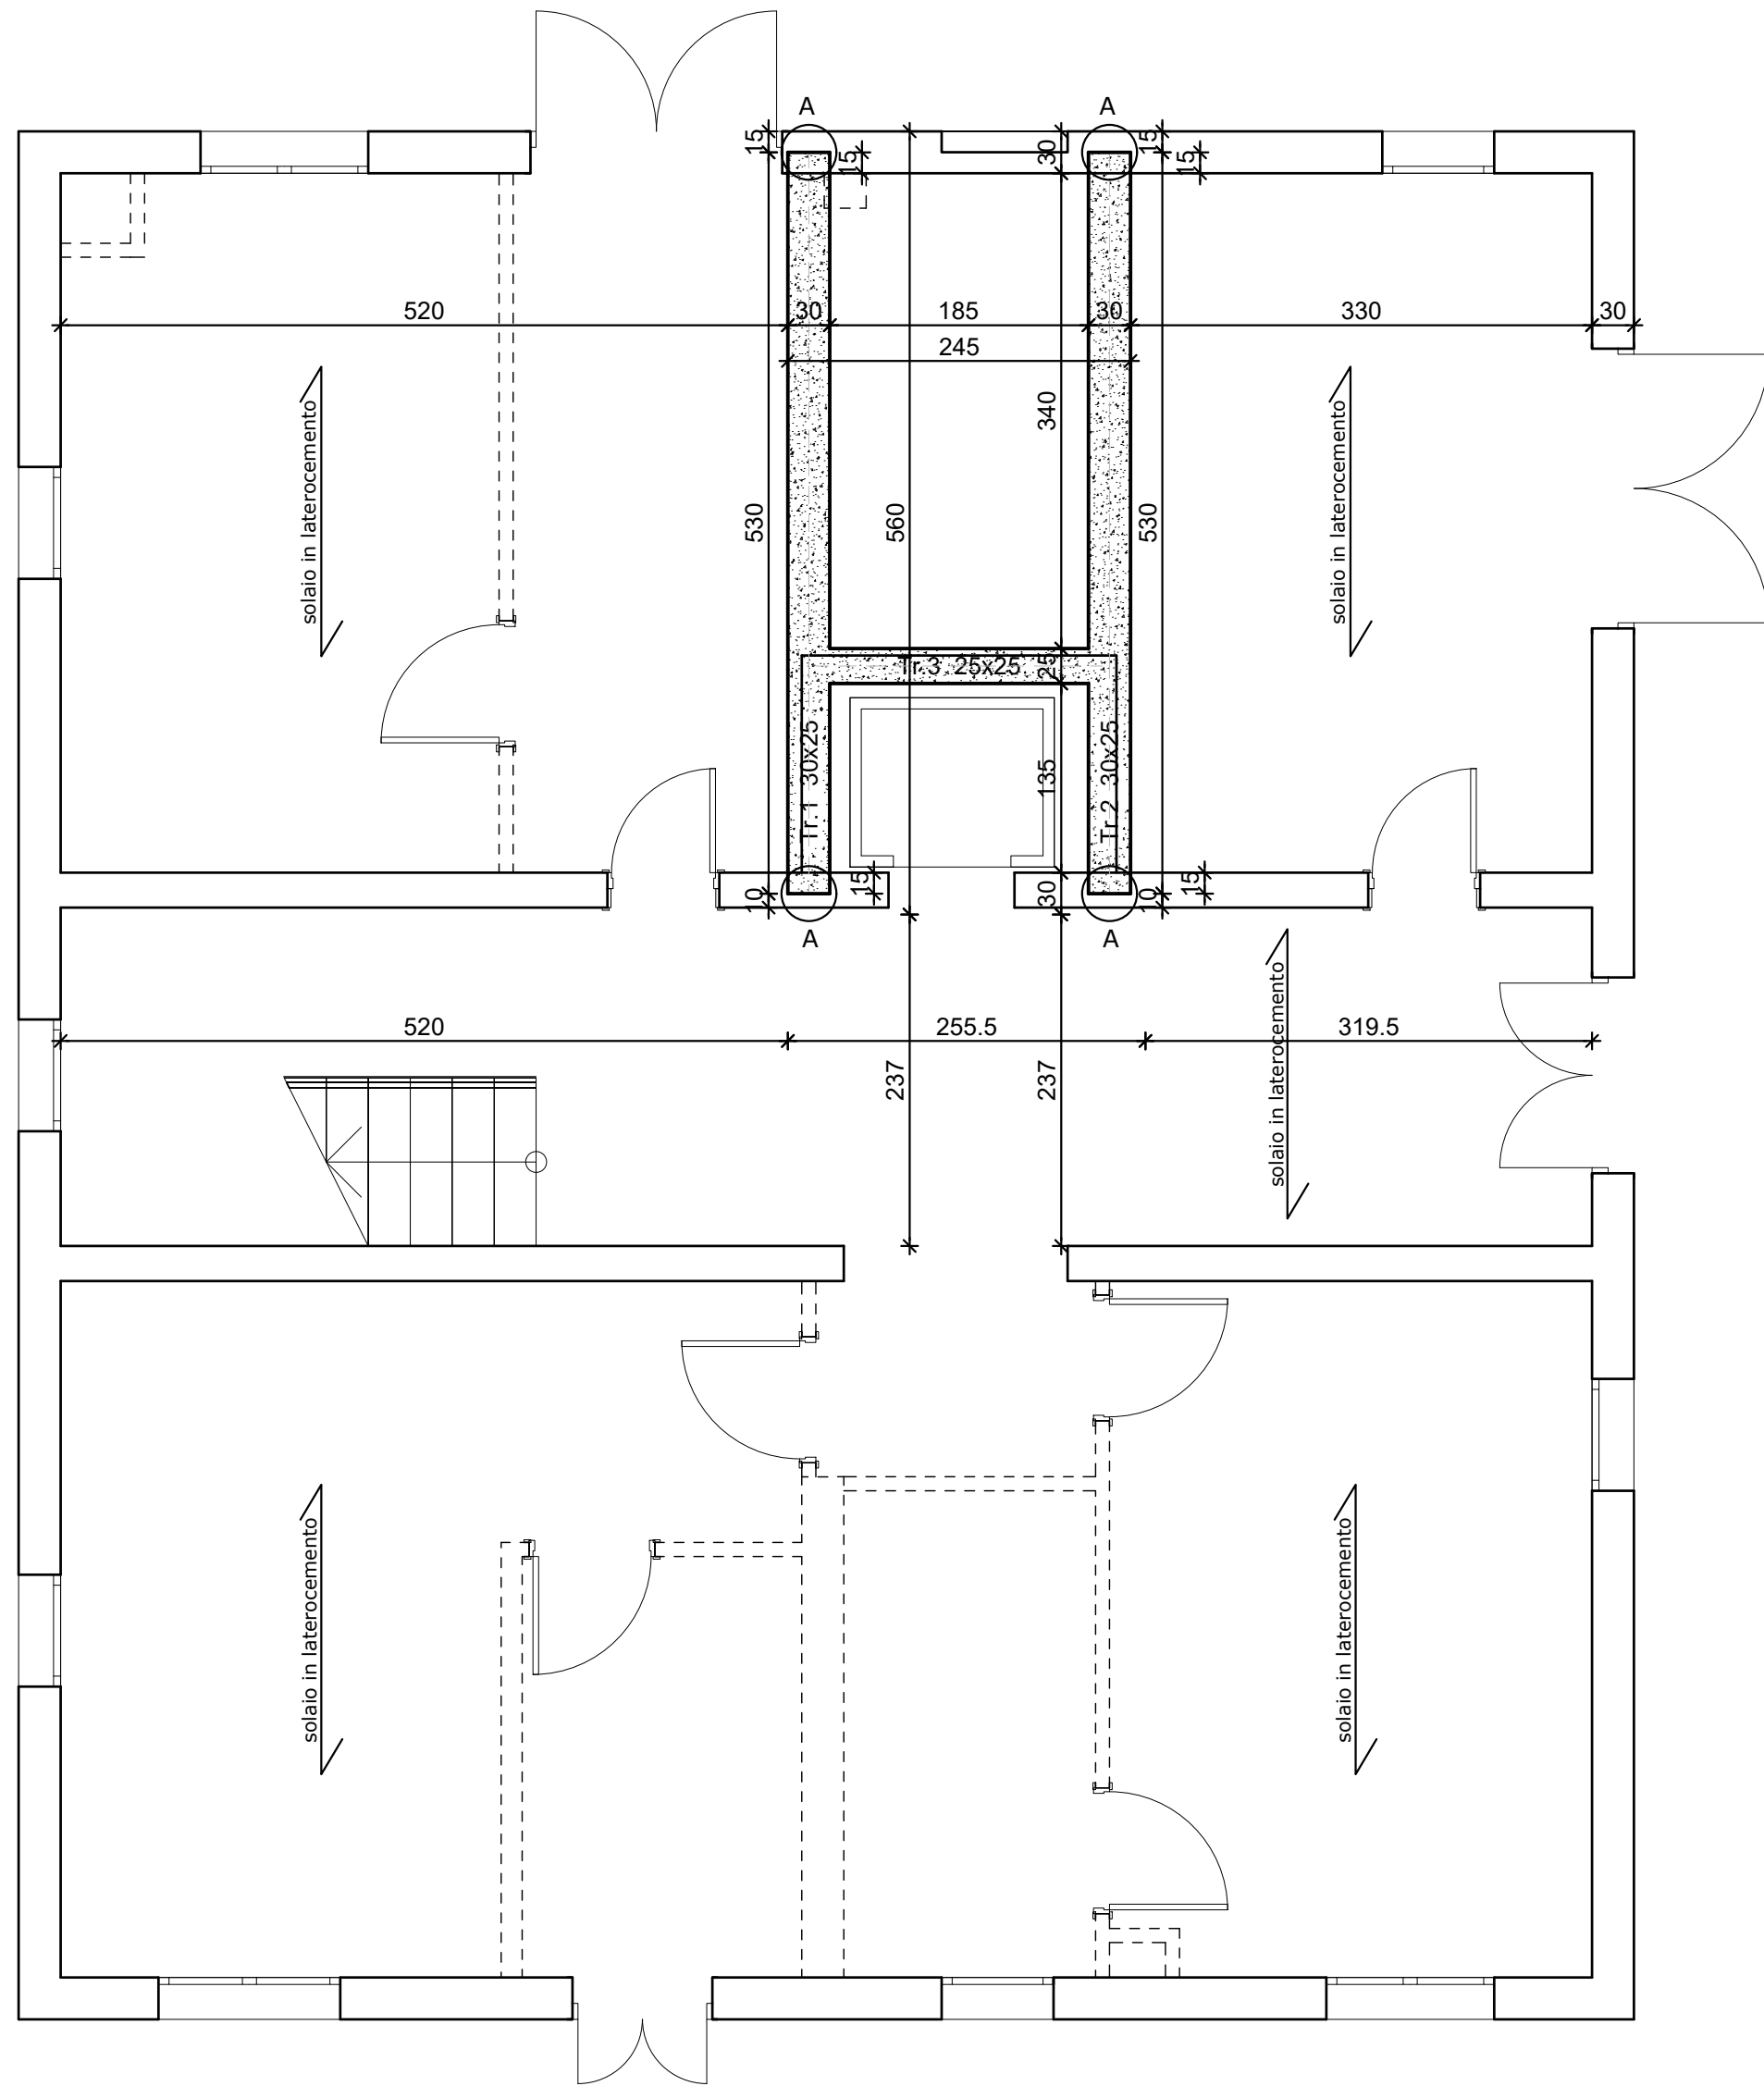 A
A
15
15
30
15
15
520
30
185
30
330
30
245
340
solaio in laterocemento
solaio in laterocemento
530
560
530
Tr.3 25x25
25
Tr.1 30x25
135
Tr.2 30x25
10
15
30
10
15
A
A
520
255.5
319.5
237
237
solaio in laterocemento
solaio in laterocemento
solaio in laterocemento